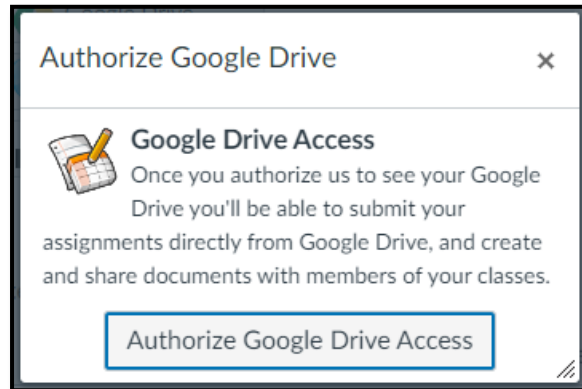 Authorize Google Drive ×
Google Drive Access
Once you authorize us to see your Google
Drive you'll be able to submit your
assignments directly from Google Drive, and create
and share documents with members of your classes.
Authorize Google Drive Access